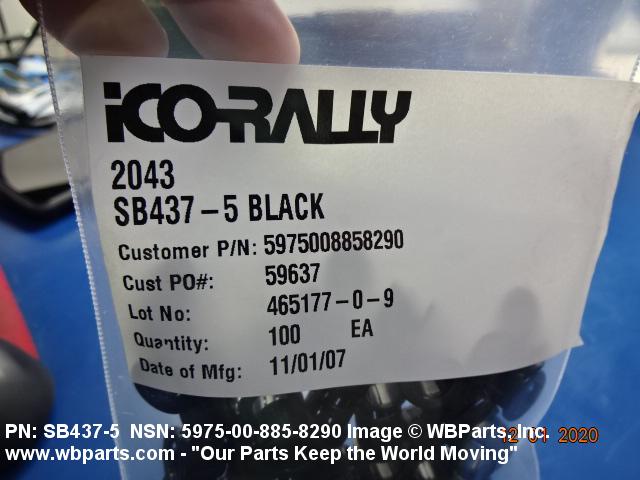 iCO-RALLY
2043
SB437-5 BLACK
Customer P/N: 5975008858290
Cust PO#: 59637
Lot No: 465177-0-9
Quantity: 100 EA
Date of Mfg: 11/01/07
PN: SB437-5 NSN: 5975-00-885-8290 Image © WBParts, Inc.
12 01 2020
www.wbparts.com - "Our Parts Keep the World Moving"